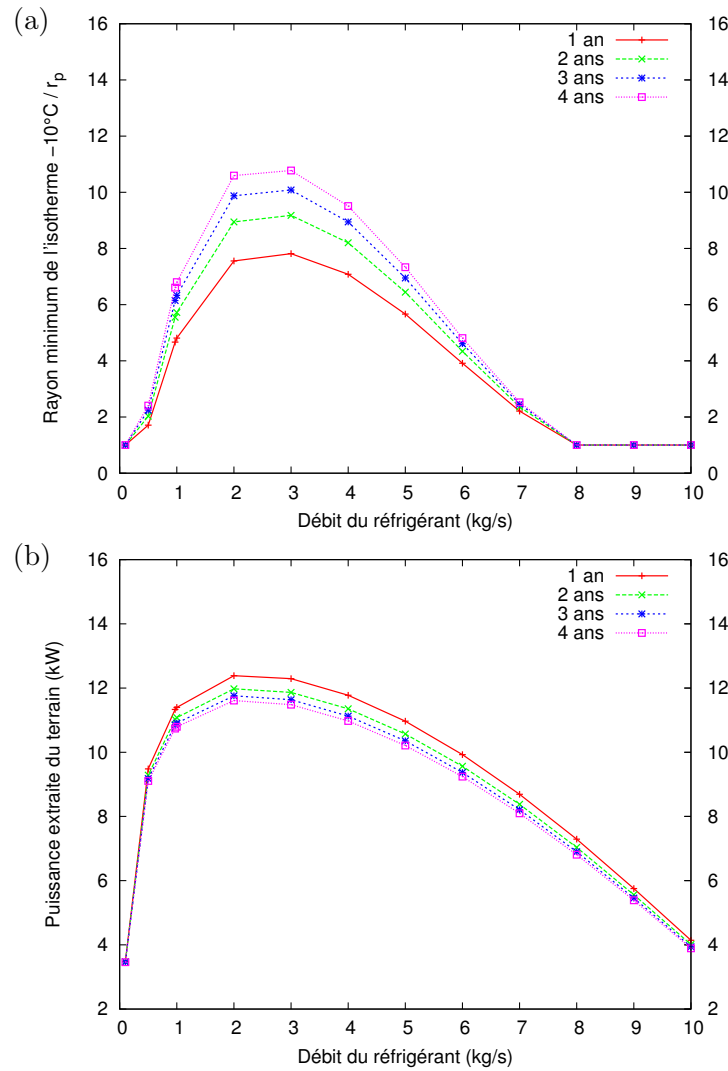 (a)
Rayon minimum de l'isotherme −10°C / r_p
16
14
12
10
8
6
4
2
0
16
14
12
10
8
6
4
2
0
1 an
2 ans
3 ans
4 ans
0 1 2 3 4 5 6 7 8 9 10
Débit du réfrigérant (kg/s)
(b)
Puissance extraite du terrain (kW)
16
14
12
10
8
6
4
2
16
14
12
10
8
6
4
2
1 an
2 ans
3 ans
4 ans
0 1 2 3 4 5 6 7 8 9 10
Débit du réfrigérant (kg/s)